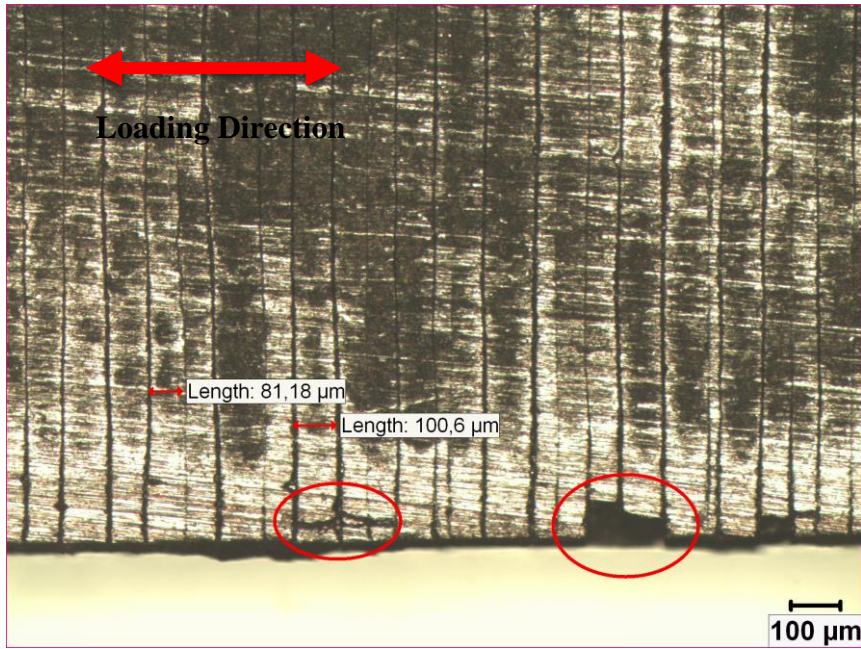 Loading Direction
Length: 81,18 µm
Length: 100,6 µm
100 µm